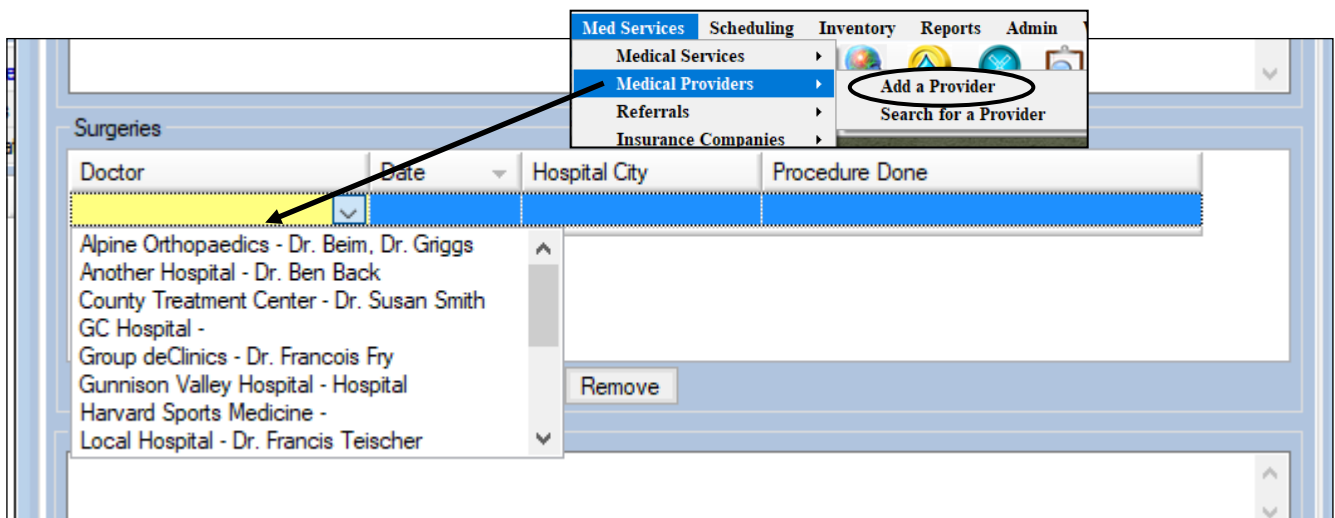 Med Services Scheduling Inventory Reports Admin
Medical Services
Medical Providers Add a Provider
Referrals Search for a Provider
Insurance Companies
Surgeries
Doctor Date Hospital City Procedure Done
Alpine Orthopaedics - Dr. Beim, Dr. Griggs
Another Hospital - Dr. Ben Back
County Treatment Center - Dr. Susan Smith
GC Hospital -
Group deClinics - Dr. Francois Fry
Gunnison Valley Hospital - Hospital
Remove
Harvard Sports Medicine -
Local Hospital - Dr. Francis Teischer